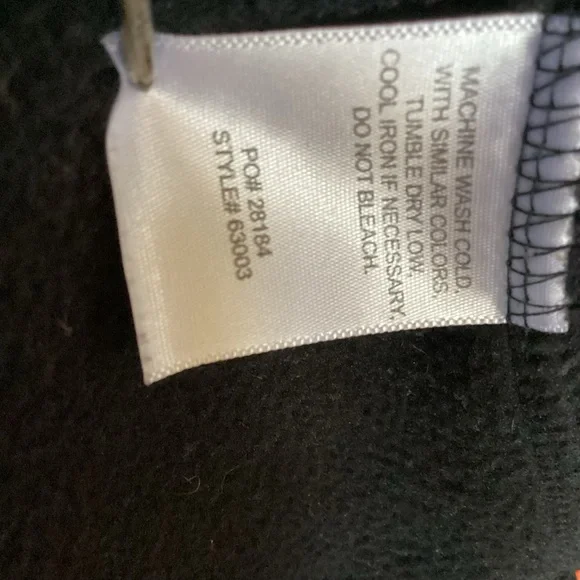 MACHINE WASH COLD.
WITH SIMILAR COLORS.
TUMBLE DRY LOW.
COOL IRON IF NECESSARY.
DO NOT BLEACH.
PO# 28184
STYLE# 63003